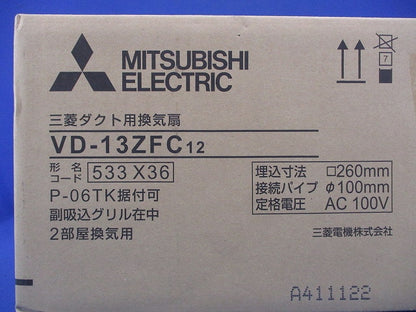 MITSUBISHI
ELECTRIC
7
三菱ダクト用換気扇
VD-13ZFC12
形名コード 533 X36
P-06TK据付可
副吸込グリル在中
2部屋換気用
埋込寸法 □260mm
接続パイプ φ100mm
定格電圧 AC 100V
三菱電機株式会社
A411122